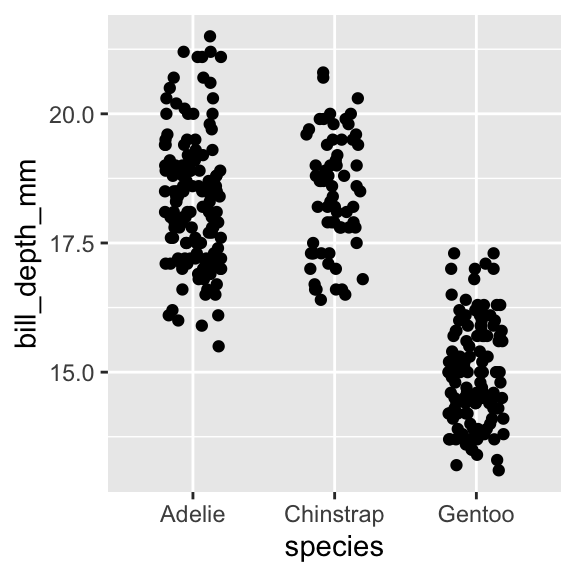 20.0
17.5
15.0
bill_depth_mm
Adelie
Chinstrap
Gentoo
species